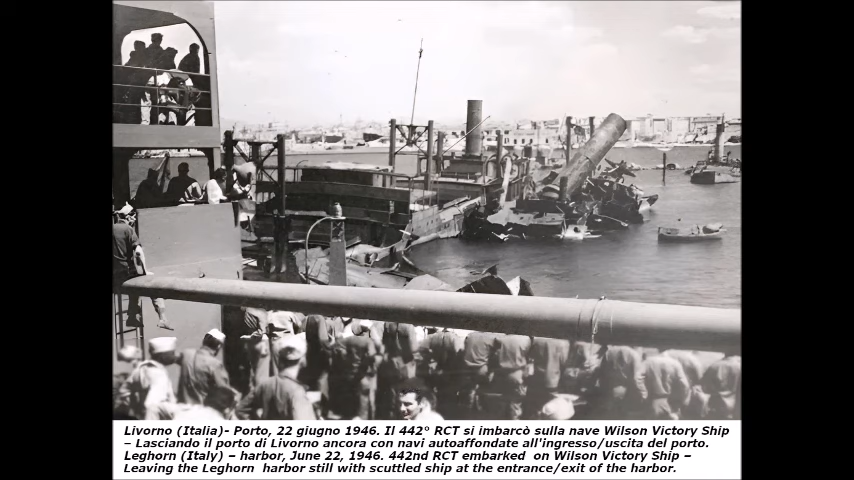 Livorno (Italia)- Porto, 22 giugno 1946. Il 442° RCT si imbarcò sulla nave Wilson Victory Ship
– Lasciando il porto di Livorno ancora con navi autoaffondate all'ingresso/uscita del porto.
Leghorn (Italy) – harbor, June 22, 1946. 442nd RCT embarked on Wilson Victory Ship –
Leaving the Leghorn harbor still with scuttled ship at the entrance/exit of the harbor.